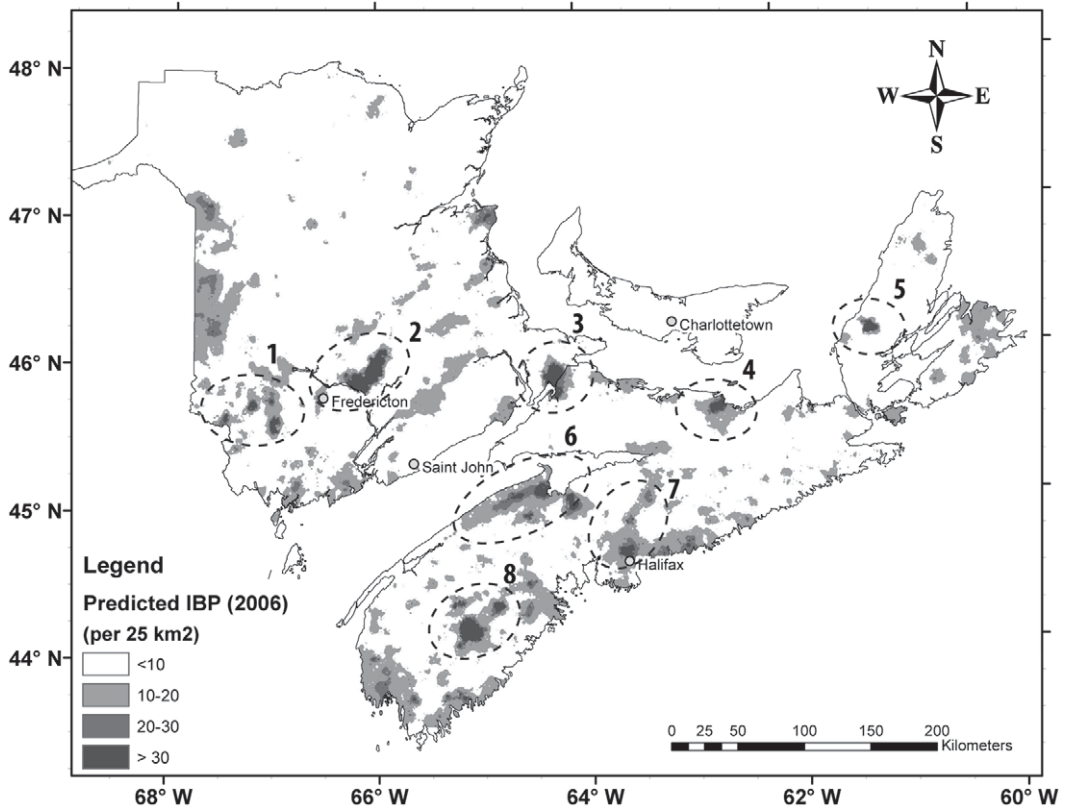 48° N
47° N
46° N
45° N
44° N
N
W E
S
5
3
Charlottetown
2
1
4
Fredericton
6
Saint John
7
Halifax
8
Legend
Predicted IBP (2006)
(per 25 km2)
<10
10-20
20-30
> 30
0 25 50 100 150 200
Kilometers
68° W 66° W 64° W 62° W 60° W